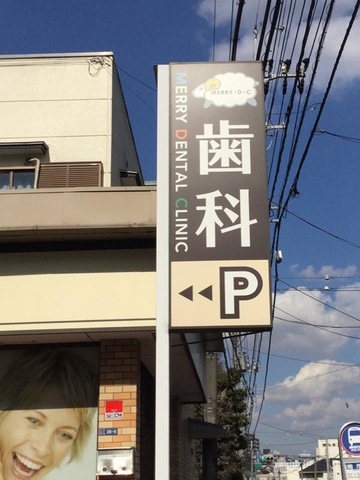 MERRY-D-C
MERRY DENTAL CLINIC
歯科
P